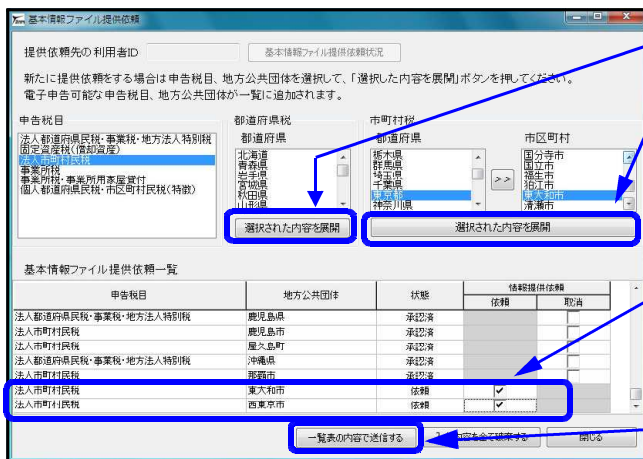 基本情報ファイル提供依頼
提供依頼先の利用者ID
基本情報ファイル提供依頼状況
新たに提供依頼をする場合は申告税目、地方公共団体を選択して、「選択した内容を展開」ボタンを押してください。
電子申告可能な申告税目、地方公共団体が一覧に追加されます。
申告税目
都道府県税
市町村税
都道府県
都道府県
市区町村
法人都道府県民税・事業税・地方法人特別税
固定資産税(償却資産)
法人市町村民税
事業所税
事業所税・事業所用家屋貸付
個人都道府県民税・市区町村民税(特徴)
北海道
青森県
岩手県
宮城県
秋田県
山形県
栃木県
群馬県
埼玉県
千葉県
東京都
神奈川県
>>
国分寺市
国立市
福生市
狛江市
東大和市
清瀬市
選択された内容を展開
選択された内容を展開
基本情報ファイル提供依頼一覧
申告税目
地方公共団体
状態
情報提供依頼
依頼
取消
法人都道府県民税・事業税・地方法人特別税 鹿児島県 承認済
法人市町村民税 鹿児島市 承認済
法人市町村民税 屋久島町 承認済
法人都道府県民税・事業税・地方法人特別税 沖縄県 承認済
法人市町村民税 那覇市 承認済
法人市町村民税 東大和市 依頼
法人市町村民税 西東京市 依頼
一覧表の内容で送信する
内容を全て破棄する
閉じる